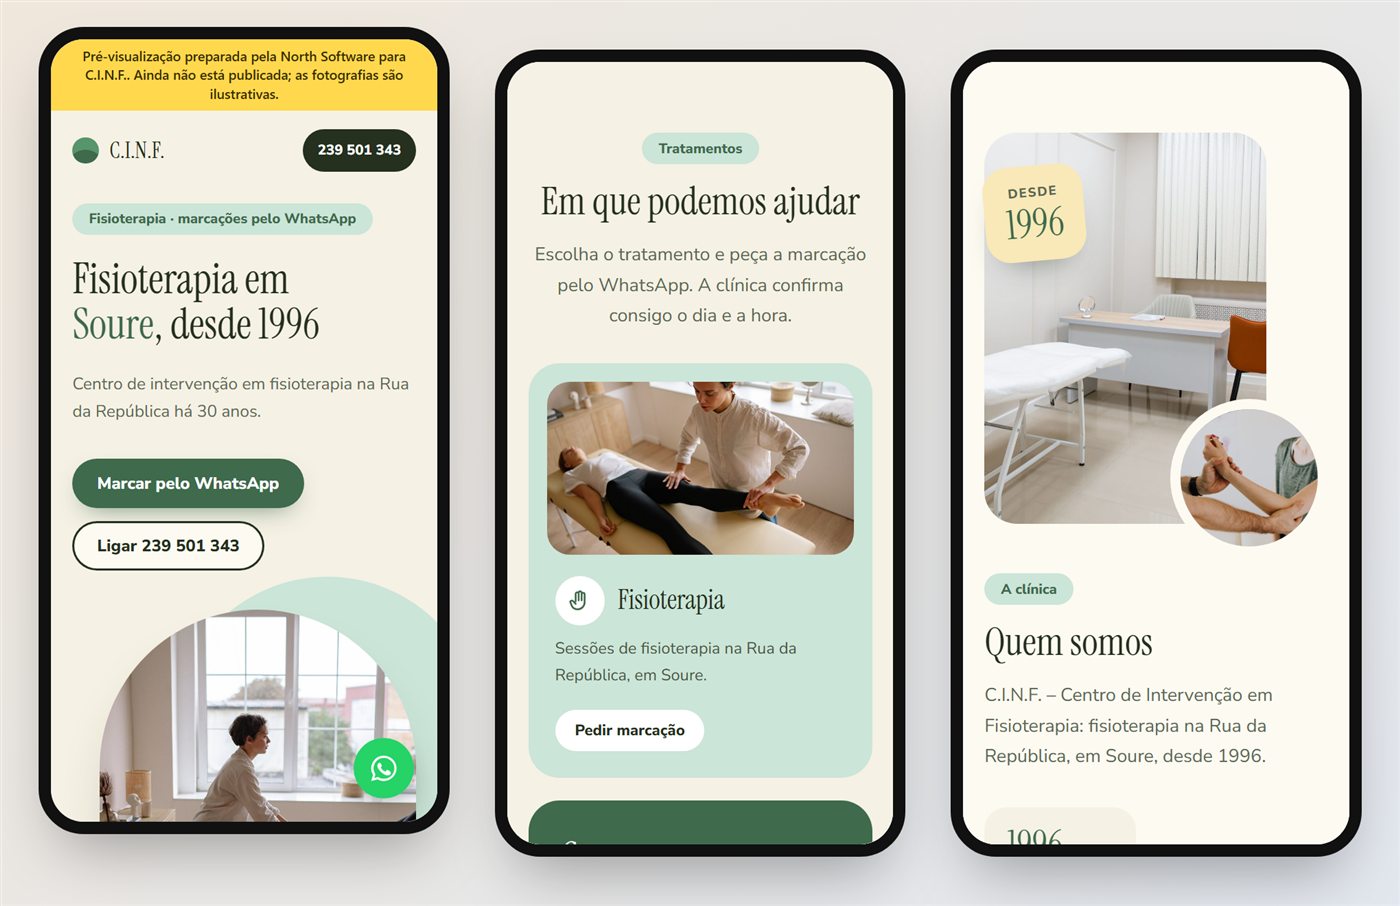 Pré-visualização preparada pela North Software para
C.I.N.F.. Ainda não está publicada; as fotografias são
ilustrativas.
C.I.N.F.
239 501 343
Fisioterapia · marcações pelo WhatsApp
Fisioterapia em
Soure, desde 1996
Centro de intervenção em fisioterapia na Rua
da República há 30 anos.
Marcar pelo WhatsApp
Ligar 239 501 343
Tratamentos
Em que podemos ajudar
Escolha o tratamento e peça a marcação
pelo WhatsApp. A clínica confirma
consigo o dia e a hora.
Fisioterapia
Sessões de fisioterapia na Rua da
República, em Soure.
Pedir marcação
DESDE
1996
A clínica
Quem somos
C.I.N.F. – Centro de Intervenção em
Fisioterapia: fisioterapia na Rua da
República, em Soure, desde 1996.
1996